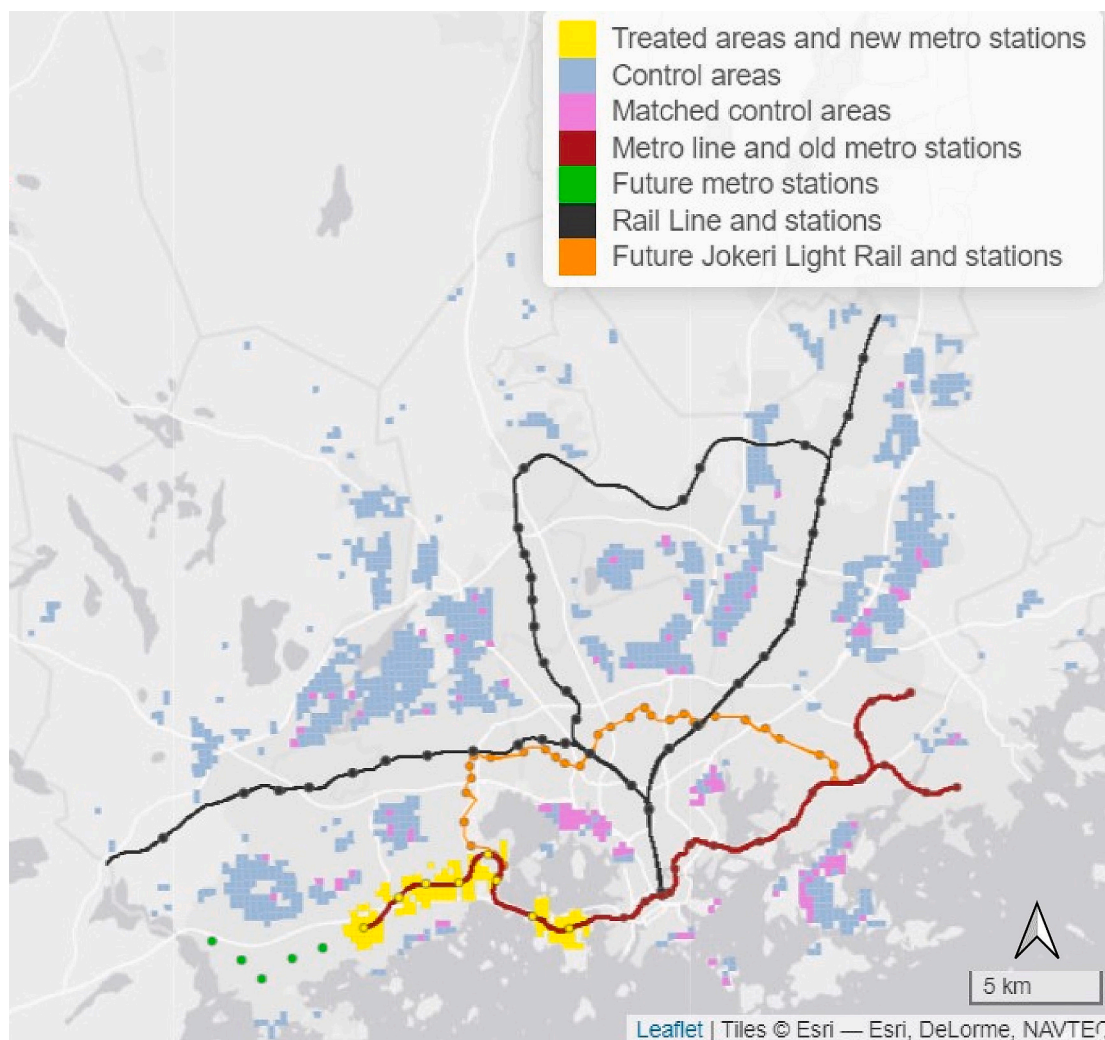 Treated areas and new metro stations
Control areas
Matched control areas
Metro line and old metro stations
Future metro stations
Rail Line and stations
Future Jokeri Light Rail and stations
5 km
Leaflet | Tiles © Esri — Esri, DeLorme, NAVTEQ